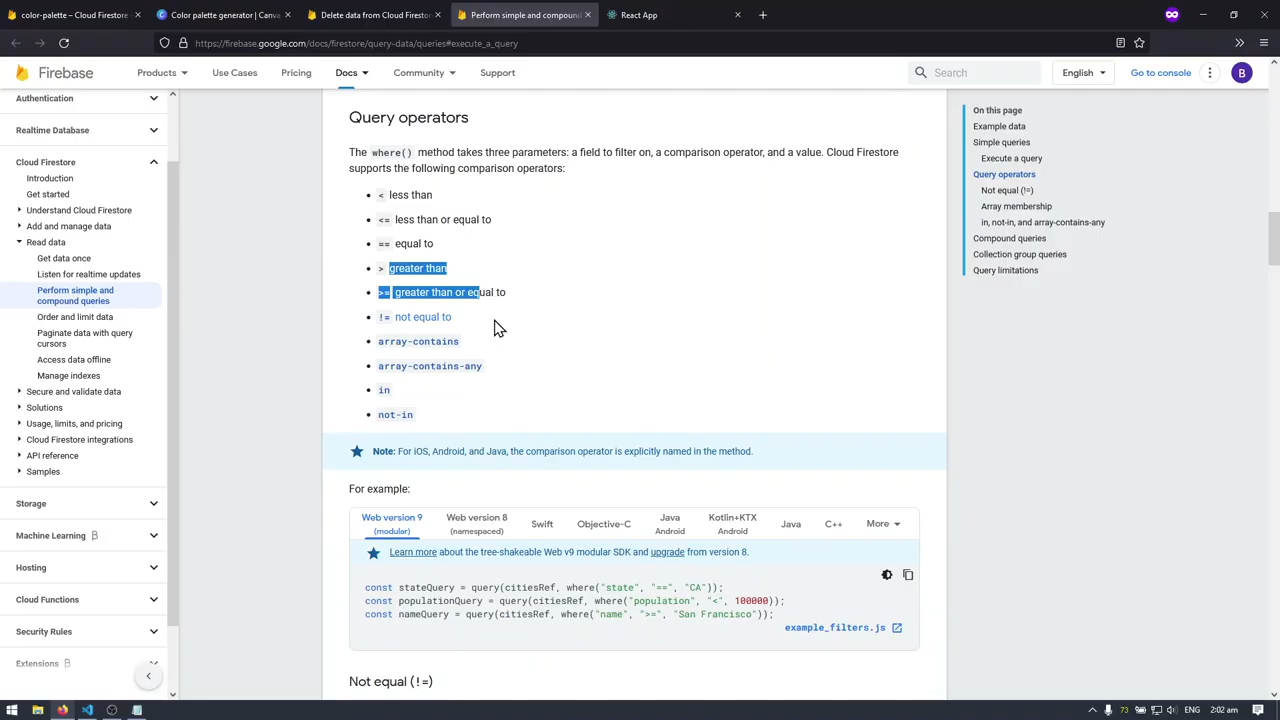 color-palette – Cloud Firestore
Color palette generator | Canva
Delete data from Cloud Firestore
Perform simple and compound
React App
https://firebase.google.com/docs/firestore/query-data/queries#execute_a_query
Firebase
Products
Use Cases
Pricing
Docs
Community
Support
Search
English
Go to console
B
Authentication
Realtime Database
Cloud Firestore
Introduction
Get started
Understand Cloud Firestore
Add and manage data
Read data
Get data once
Listen for realtime updates
Perform simple and
compound queries
Order and limit data
Paginate data with query
cursors
Access data offline
Manage indexes
Secure and validate data
Solutions
Usage, limits, and pricing
Cloud Firestore integrations
API reference
Samples
Storage
Machine Learning
Hosting
Cloud Functions
Security Rules
Extensions
Query operators
The where() method takes three parameters: a field to filter on, a comparison operator, and a value. Cloud Firestore
supports the following comparison operators:
• < less than
• <= less than or equal to
• == equal to
• > greater than
• >= greater than or equal to
• != not equal to
• array-contains
• array-contains-any
• in
• not-in
Note: For iOS, Android, and Java, the comparison operator is explicitly named in the method.
For example:
Web version 9
(modular)
Web version 8
(namespaced)
Swift
Objective-C
Java
Android
Kotlin+KTX
Android
Java
C++
More
Learn more about the tree-shakeable Web v9 modular SDK and upgrade from version 8.
const stateQuery = query(citiesRef, where("state", "==", "CA"));
const populationQuery = query(citiesRef, where("population", "<", 100000));
const nameQuery = query(citiesRef, where("name", ">=", "San Francisco"));
example_filters.js
Not equal (!=)
On this page
Example data
Simple queries
Execute a query
Query operators
Not equal (!=)
Array membership
in, not-in, and array-contains-any
Compound queries
Collection group queries
Query limitations
73
ENG
2:02 am